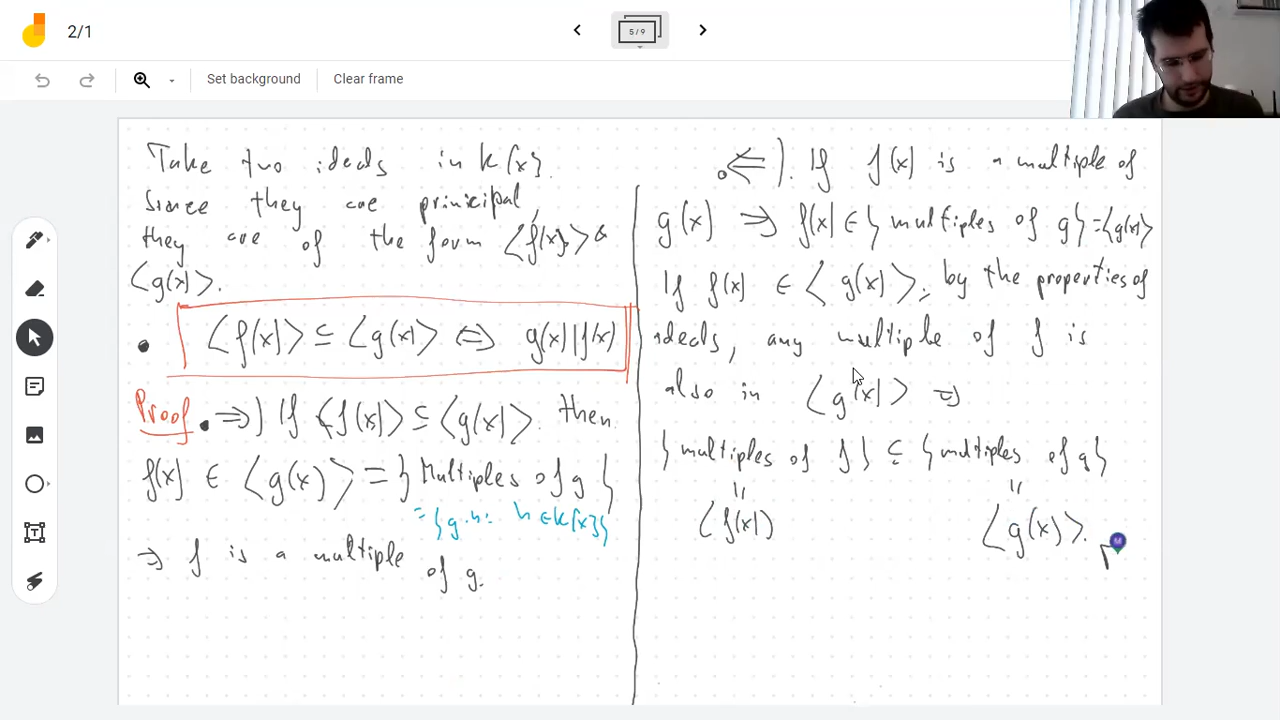 2/1
5 / 9
Set background
Clear frame
Take two ideals in k[x].
Since they are principal,
they are of the form ⟨f(x)⟩ &
⟨g(x)⟩.
⟨f(x)⟩ ⊆ ⟨g(x)⟩ ⇔ g(x) | f(x)
Proof. ⇒) If ⟨f(x)⟩ ⊆ ⟨g(x)⟩. then
f(x) ∈ ⟨g(x)⟩ = { Multiples of g }
= { g·h : h ∈ k[x] }
⇒ f is a multiple of g.
⇐). If f(x) is a multiple of
g(x) ⇒ f(x) ∈ { multiples of g } = ⟨g(x)⟩
If f(x) ∈ ⟨g(x)⟩, by the properties of
ideals, any multiple of f is
also in ⟨g(x)⟩ ⇒
{ multiples of f } ⊆ { multiples of g }
⟨f(x)⟩ ⟨g(x)⟩.
M